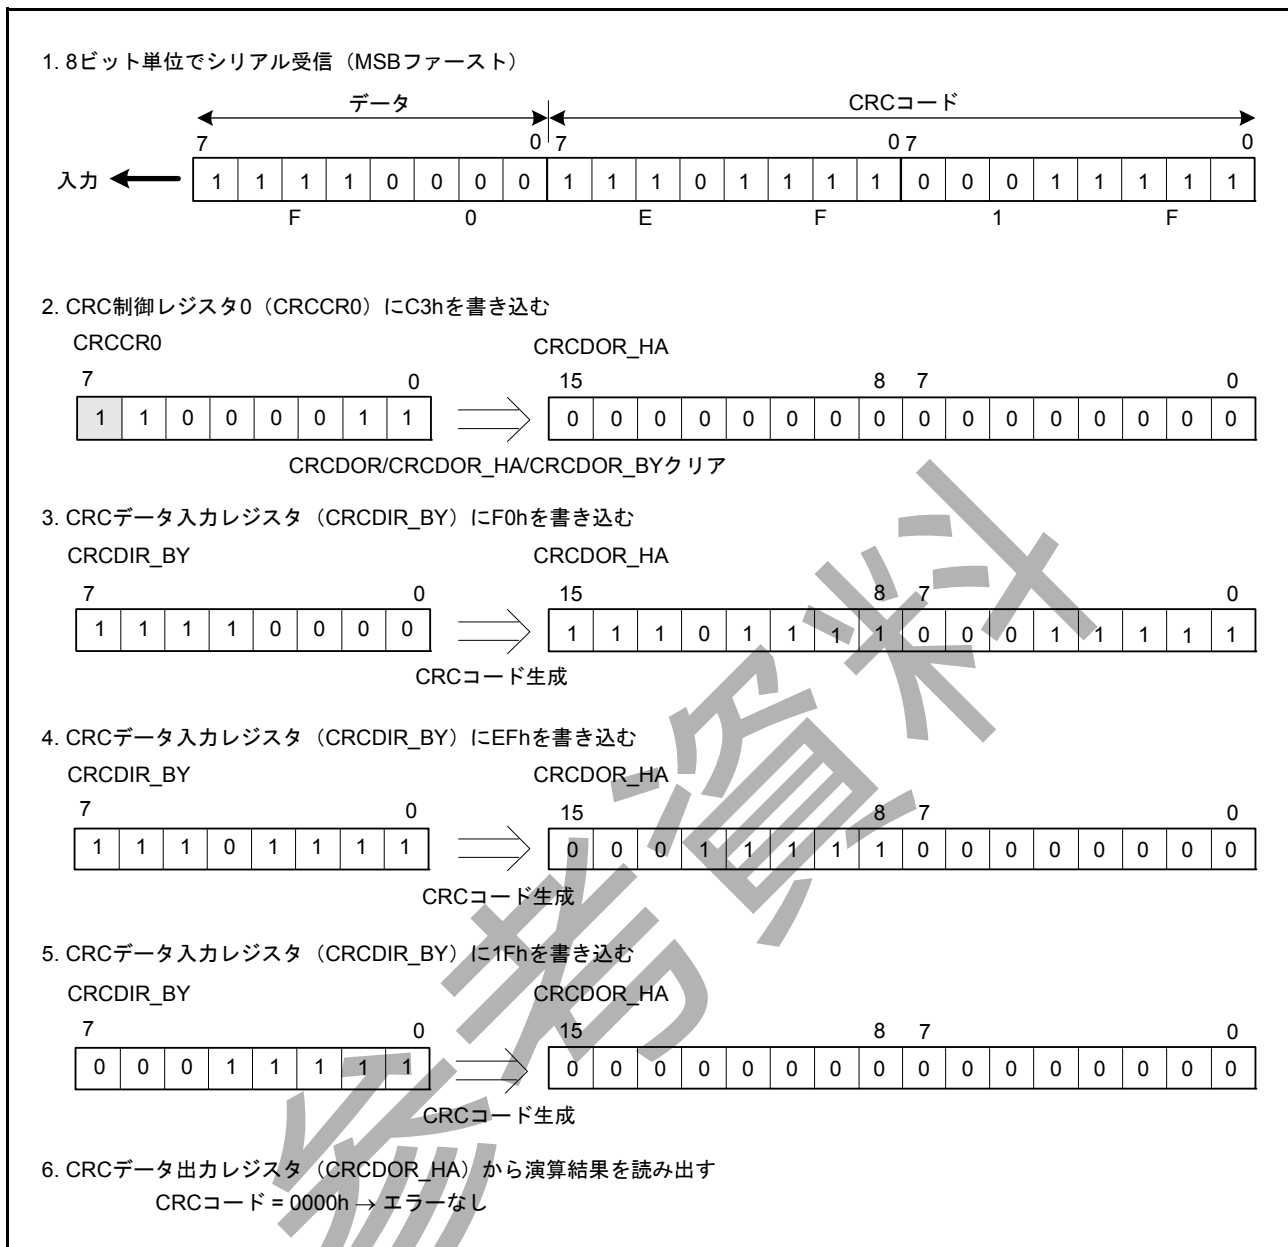 1. 8ビット単位でシリアル受信（MSBファースト）
データ CRCコード
7 0 7 0 7 0
入力 1 1 1 1 0 0 0 0 1 1 1 0 1 1 1 1 0 0 0 1 1 1 1 1
F 0 E F 1 F
2. CRC制御レジスタ0（CRCCR0）にC3hを書き込む
CRCCR0 CRCDOR_HA
7 0 15 8 7 0
1 1 0 0 0 0 1 1 0 0 0 0 0 0 0 0 0 0 0 0 0 0 0 0
CRCDOR/CRCDOR_HA/CRCDOR_BYクリア
3. CRCデータ入力レジスタ（CRCDIR_BY）にF0hを書き込む
CRCDIR_BY CRCDOR_HA
7 0 15 8 7 0
1 1 1 1 0 0 0 0 1 1 1 0 1 1 1 1 0 0 0 1 1 1 1 1
CRCコード生成
4. CRCデータ入力レジスタ（CRCDIR_BY）にEFhを書き込む
CRCDIR_BY CRCDOR_HA
7 0 15 8 7 0
1 1 1 0 1 1 1 1 0 0 0 1 1 1 1 1 0 0 0 0 0 0 0 0
CRCコード生成
5. CRCデータ入力レジスタ（CRCDIR_BY）に1Fhを書き込む
CRCDIR_BY CRCDOR_HA
7 0 15 8 7 0
0 0 0 1 1 1 1 1 0 0 0 0 0 0 0 0 0 0 0 0 0 0 0 0
CRCコード生成
6. CRCデータ出力レジスタ（CRCDOR_HA）から演算結果を読み出す
CRCコード = 0000h → エラーなし
参考資料